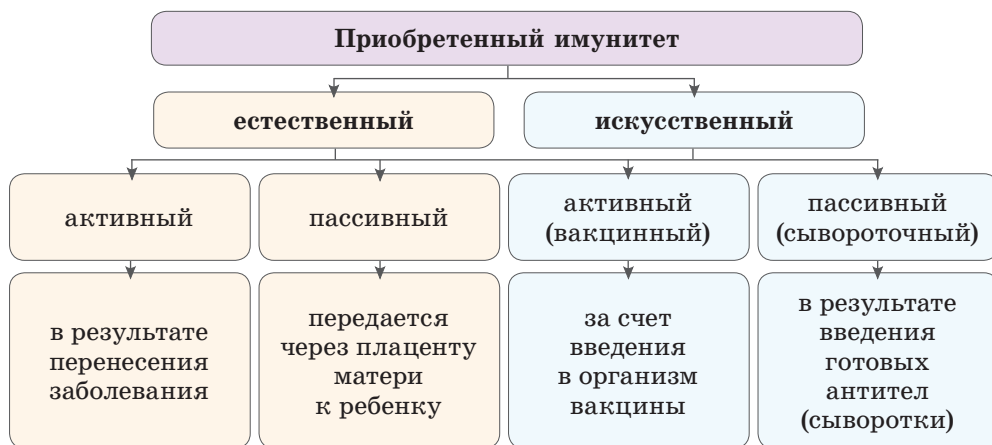 Приобретенный имунитет
естественный
искусственный
активный
пассивный
активный
(вакцинный)
пассивный
(сывороточный)
в результате
перенесения
заболевания
передается
через плаценту
матери
к ребенку
за счет
введения
в организм
вакцины
в результате
введения
готовых
антител
(сыворотки)